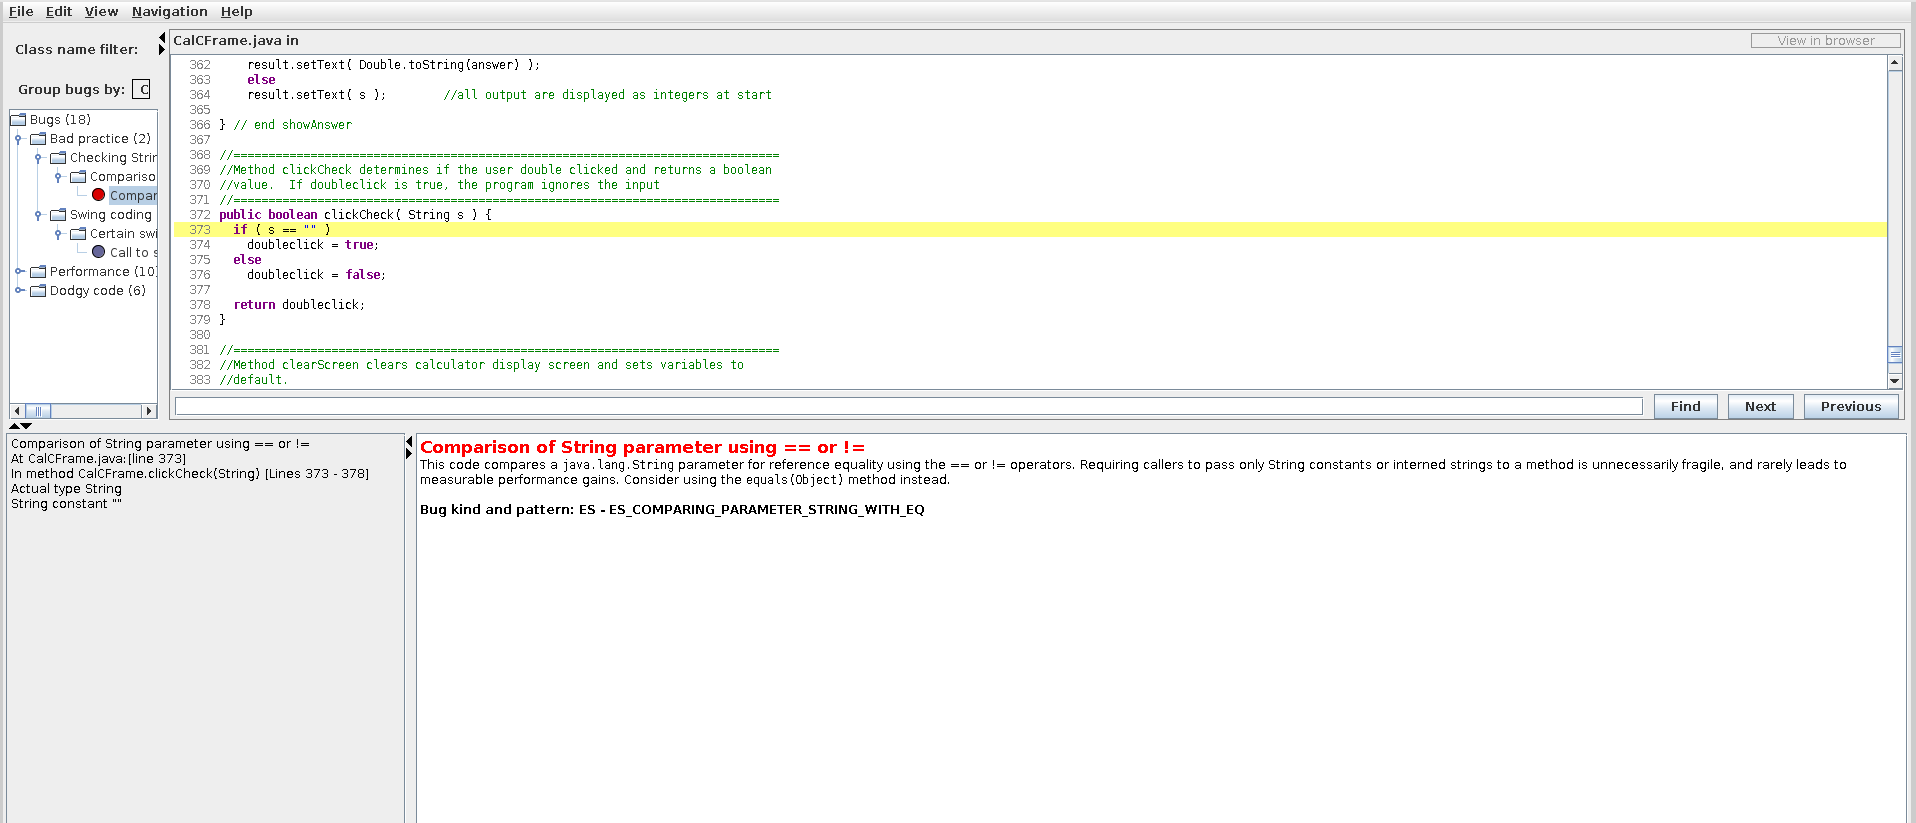 File Edit View Navigation Help
Class name filter:
Group bugs by: C
Bugs (18)
Bad practice (2)
Checking Strin
Compariso
Compar
Swing coding
Certain swi
Call to s
Performance (10)
Dodgy code (6)
CalCFrame.java in
View in browser
362 result.setText( Double.toString(answer) );
363 else
364 result.setText( s ); //all output are displayed as integers at start
365
366 } // end showAnswer
367
368 //==============================================================================
369 //Method clickCheck determines if the user double clicked and returns a boolean
370 //value.  If doubleclick is true, the program ignores the input
371 //==============================================================================
372 public boolean clickCheck( String s ) {
373 if ( s == "" )
374 doubleclick = true;
375 else
376 doubleclick = false;
377
378 return doubleclick;
379 }
380
381 //==============================================================================
382 //Method clearScreen clears calculator display screen and sets variables to
383 //default.
Find Next Previous
Comparison of String parameter using == or !=
At CalCFrame.java:[line 373]
In method CalCFrame.clickCheck(String) [Lines 373 - 378]
Actual type String
String constant ""
Comparison of String parameter using == or !=
This code compares a java.lang.String parameter for reference equality using the == or != operators. Requiring callers to pass only String constants or interned strings to a method is unnecessarily fragile, and rarely leads to
measurable performance gains. Consider using the equals(Object) method instead.
Bug kind and pattern: ES - ES_COMPARING_PARAMETER_STRING_WITH_EQ